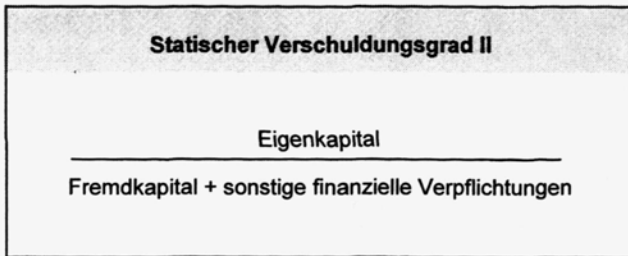 Statischer Verschuldungsgrad II
Eigenkapital
Fremdkapital + sonstige finanzielle Verpflichtungen